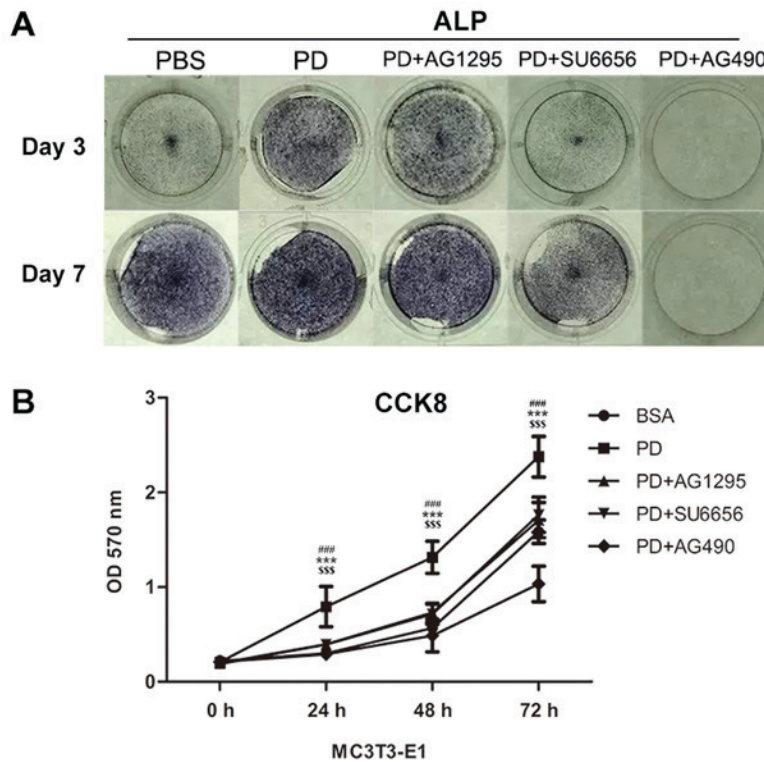 A
ALP
PBS PD PD+AG1295 PD+SU6656 PD+AG490
Day 3
Day 7
B
CCK8
3
2
1
0
OD 570 nm
###
***
$$$
###
***
$$$
###
***
$$$
BSA
PD
PD+AG1295
PD+SU6656
PD+AG490
0 h 24 h 48 h 72 h
MC3T3-E1